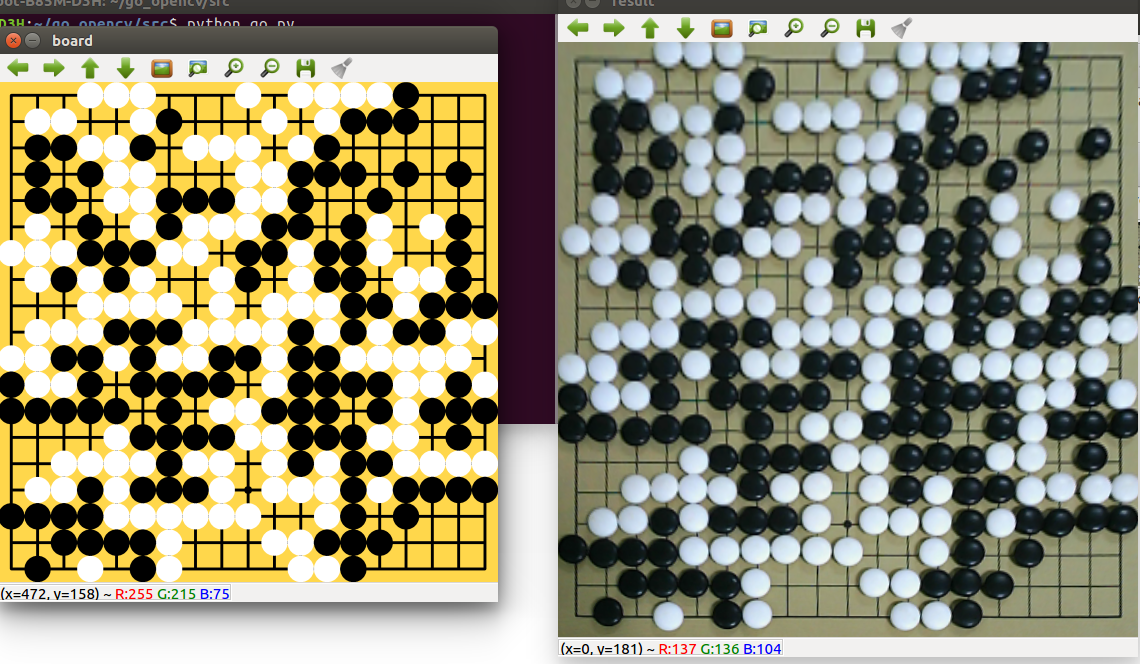 oot-B85M-D3H: ~/go_opencv/src
result
D3H:~/go_opencv/src$ python go.py
board
(x=472, y=158) ~ R:255 G:215 B:75
(x=0, y=181) ~ R:137 G:136 B:104